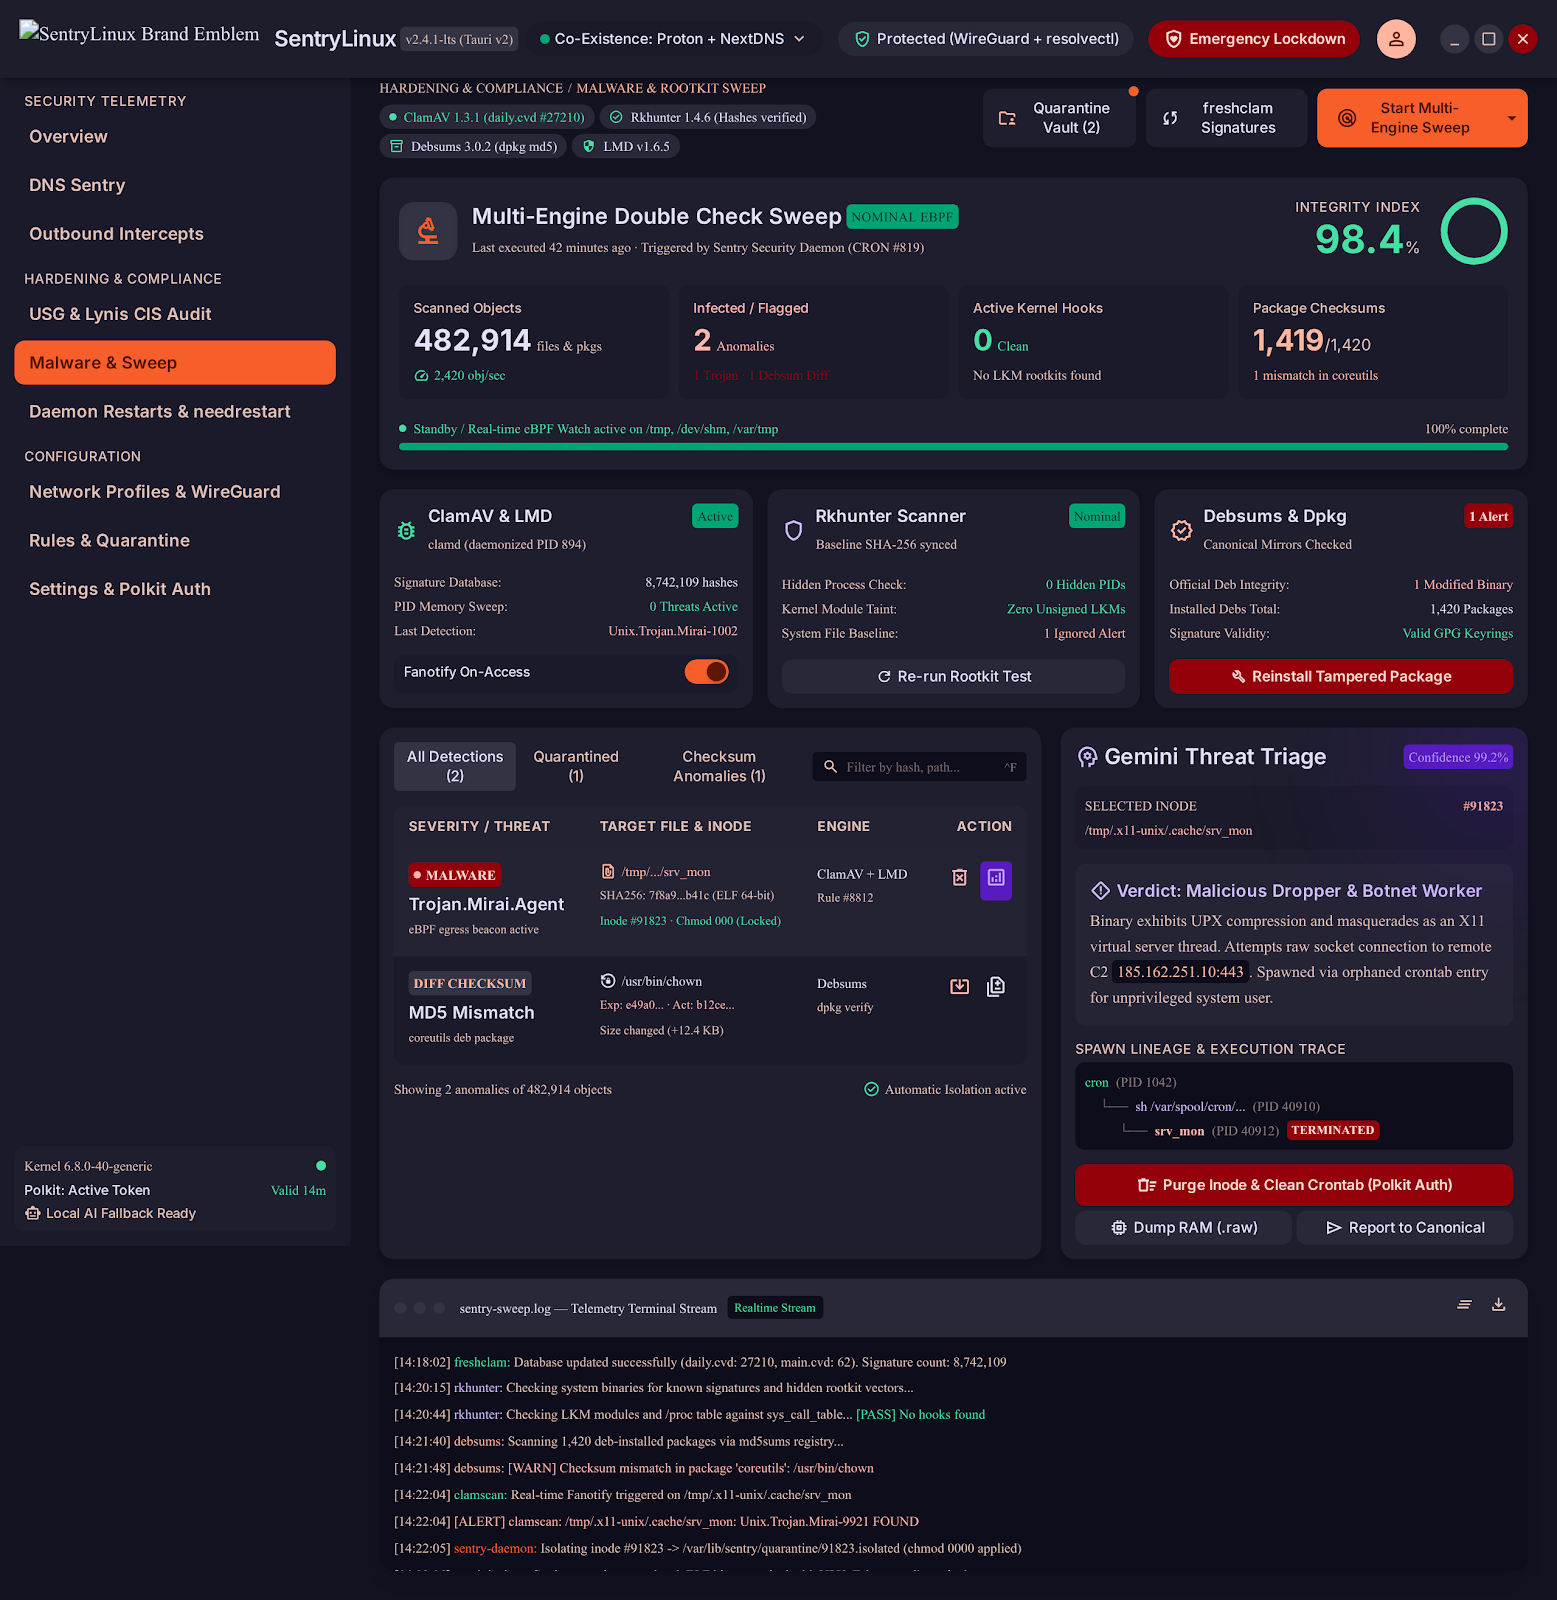 SentryLinux Brand Emblem
SentryLinux
v2.4.1-lts (Tauri v2)
Co-Existence: Proton + NextDNS
Protected (WireGuard + resolvectl)
Emergency Lockdown
SECURITY TELEMETRY
Overview
DNS Sentry
Outbound Intercepts
HARDENING & COMPLIANCE
USG & Lynis CIS Audit
Malware & Sweep
Daemon Restarts & needrestart
CONFIGURATION
Network Profiles & WireGuard
Rules & Quarantine
Settings & Polkit Auth
Kernel 6.8.0-40-generic
Polkit: Active Token
Valid 14m
Local AI Fallback Ready
HARDENING & COMPLIANCE / MALWARE & ROOTKIT SWEEP
ClamAV 1.3.1 (daily.cvd #27210)
Rkhunter 1.4.6 (Hashes verified)
Debsums 3.0.2 (dpkg md5)
LMD v1.6.5
Quarantine
Vault (2)
freshclam
Signatures
Start Multi-
Engine Sweep
Multi-Engine Double Check Sweep
NOMINAL EBPF
Last executed 42 minutes ago · Triggered by Sentry Security Daemon (CRON #819)
INTEGRITY INDEX
98.4%
Scanned Objects
482,914 files & pkgs
2,420 obj/sec
Infected / Flagged
2 Anomalies
1 Trojan · 1 Debsum Diff
Active Kernel Hooks
0 Clean
No LKM rootkits found
Package Checksums
1,419/1,420
1 mismatch in coreutils
Standby / Real-time eBPF Watch active on /tmp, /dev/shm, /var/tmp
100% complete
ClamAV & LMD
Active
clamd (daemonized PID 894)
Signature Database:
8,742,109 hashes
PID Memory Sweep:
0 Threats Active
Last Detection:
Unix.Trojan.Mirai-1002
Fanotify On-Access
Rkhunter Scanner
Nominal
Baseline SHA-256 synced
Hidden Process Check:
0 Hidden PIDs
Kernel Module Taint:
Zero Unsigned LKMs
System File Baseline:
1 Ignored Alert
Re-run Rootkit Test
Debsums & Dpkg
1 Alert
Canonical Mirrors Checked
Official Deb Integrity:
1 Modified Binary
Installed Debs Total:
1,420 Packages
Signature Validity:
Valid GPG Keyrings
Reinstall Tampered Package
All Detections
(2)
Quarantined
(1)
Checksum
Anomalies (1)
Filter by hash, path...
^F
SEVERITY / THREAT
TARGET FILE & INODE
ENGINE
ACTION
MALWARE
Trojan.Mirai.Agent
eBPF egress beacon active
/tmp/.../srv_mon
SHA256: 7f8a9...b41c (ELF 64-bit)
Inode #91823 · Chmod 000 (Locked)
ClamAV + LMD
Rule #8812
DIFF CHECKSUM
MD5 Mismatch
coreutils deb package
/usr/bin/chown
Exp: e49a0... · Act: b12ce...
Size changed (+12.4 KB)
Debsums
dpkg verify
Showing 2 anomalies of 482,914 objects
Automatic Isolation active
Gemini Threat Triage
Confidence 99.2%
SELECTED INODE
#91823
/tmp/.x11-unix/.cache/srv_mon
Verdict: Malicious Dropper & Botnet Worker
Binary exhibits UPX compression and masquerades as an X11
virtual server thread. Attempts raw socket connection to remote
C2 185.162.251.10:443. Spawned via orphaned crontab entry
for unprivileged system user.
SPAWN LINEAGE & EXECUTION TRACE
cron (PID 1042)
└── sh /var/spool/cron/... (PID 40910)
└── srv_mon (PID 40912) TERMINATED
Purge Inode & Clean Crontab (Polkit Auth)
Dump RAM (.raw)
Report to Canonical
sentry-sweep.log — Telemetry Terminal Stream
Realtime Stream
[14:18:02] freshclam: Database updated successfully (daily.cvd: 27210, main.cvd: 62). Signature count: 8,742,109
[14:20:15] rkhunter: Checking system binaries for known signatures and hidden rootkit vectors...
[14:20:44] rkhunter: Checking LKM modules and /proc table against sys_call_table... [PASS] No hooks found
[14:21:40] debsums: Scanning 1,420 deb-installed packages via md5sums registry...
[14:21:48] debsums: [WARN] Checksum mismatch in package 'coreutils': /usr/bin/chown
[14:22:04] clamscan: Real-time Fanotify triggered on /tmp/.x11-unix/.cache/srv_mon
[14:22:04] [ALERT] clamscan: /tmp/.x11-unix/.cache/srv_mon: Unix.Trojan.Mirai-9921 FOUND
[14:22:05] sentry-daemon: Isolating inode #91823 -> /var/lib/sentry/quarantine/91823.isolated (chmod 0000 applied)